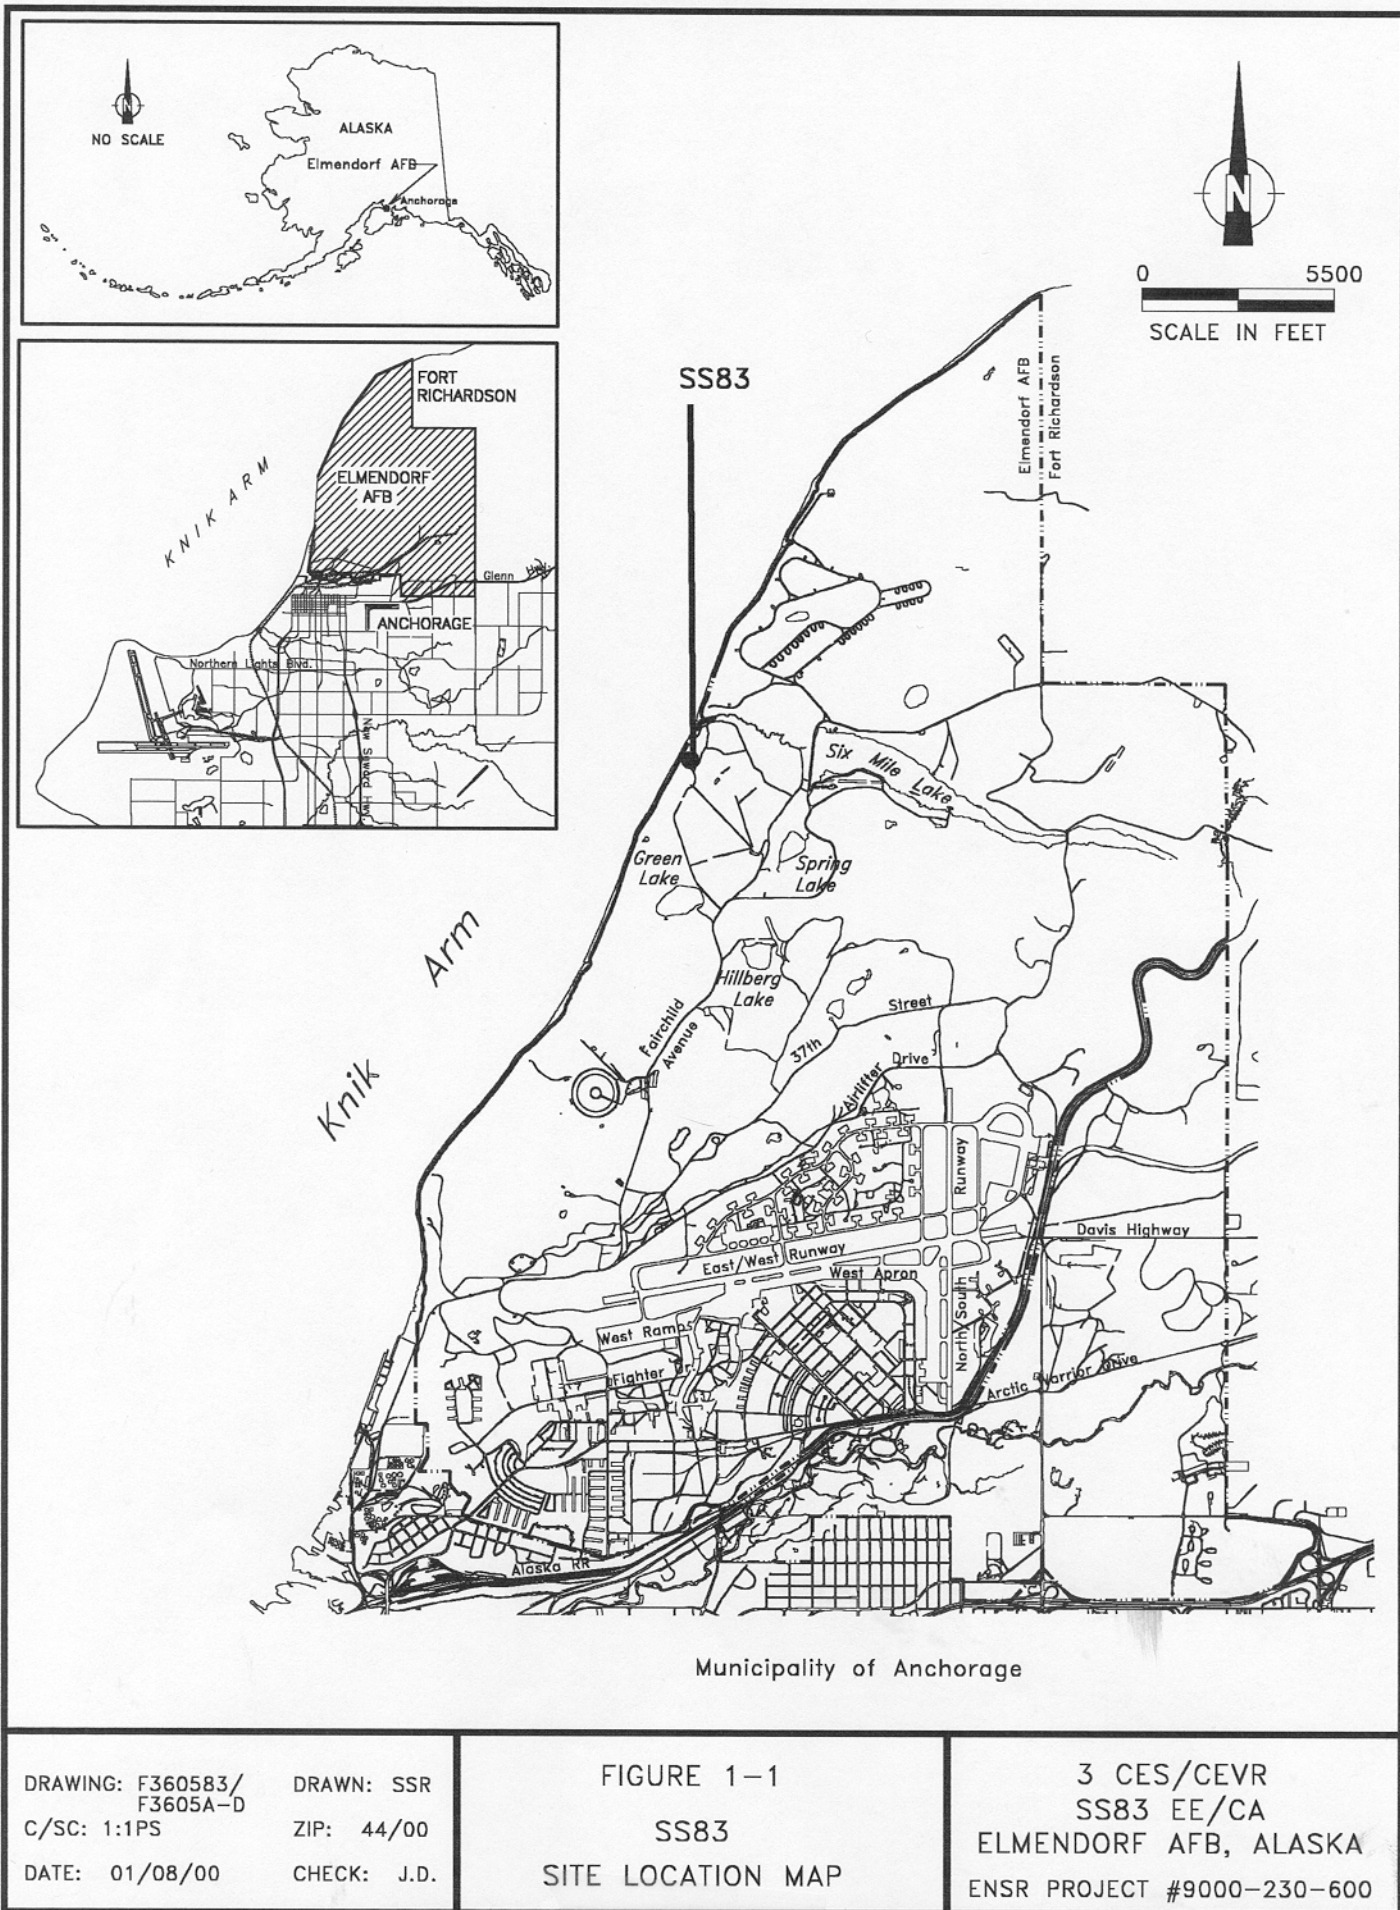 N
NO SCALE
ALASKA
Elmendorf AFB
Anchorage
N
0 5500
SCALE IN FEET
FORT
RICHARDSON
ELMENDORF
AFB
KNIK ARM
Glenn Hwy.
ANCHORAGE
Northern Lights Blvd.
New Seward Hwy.
SS83
Elmendorf AFB
Fort Richardson
Six Mile Lake
Green
Lake
Spring
Lake
Hillberg
Lake
Knik Arm
Fairchild
Avenue
37th Street
Airlifter Drive
North/South Runway
Davis Highway
East/West Runway
West Apron
West Ramp
Fighter Dr.
Arctic Warrior Drive
Alaska RR
Municipality of Anchorage
DRAWING: F360583/
F3605A-D
DRAWN: SSR
C/SC: 1:1PS
ZIP: 44/00
DATE: 01/08/00
CHECK: J.D.
FIGURE 1-1
SS83
SITE LOCATION MAP
3 CES/CEVR
SS83 EE/CA
ELMENDORF AFB, ALASKA
ENSR PROJECT #9000-230-600